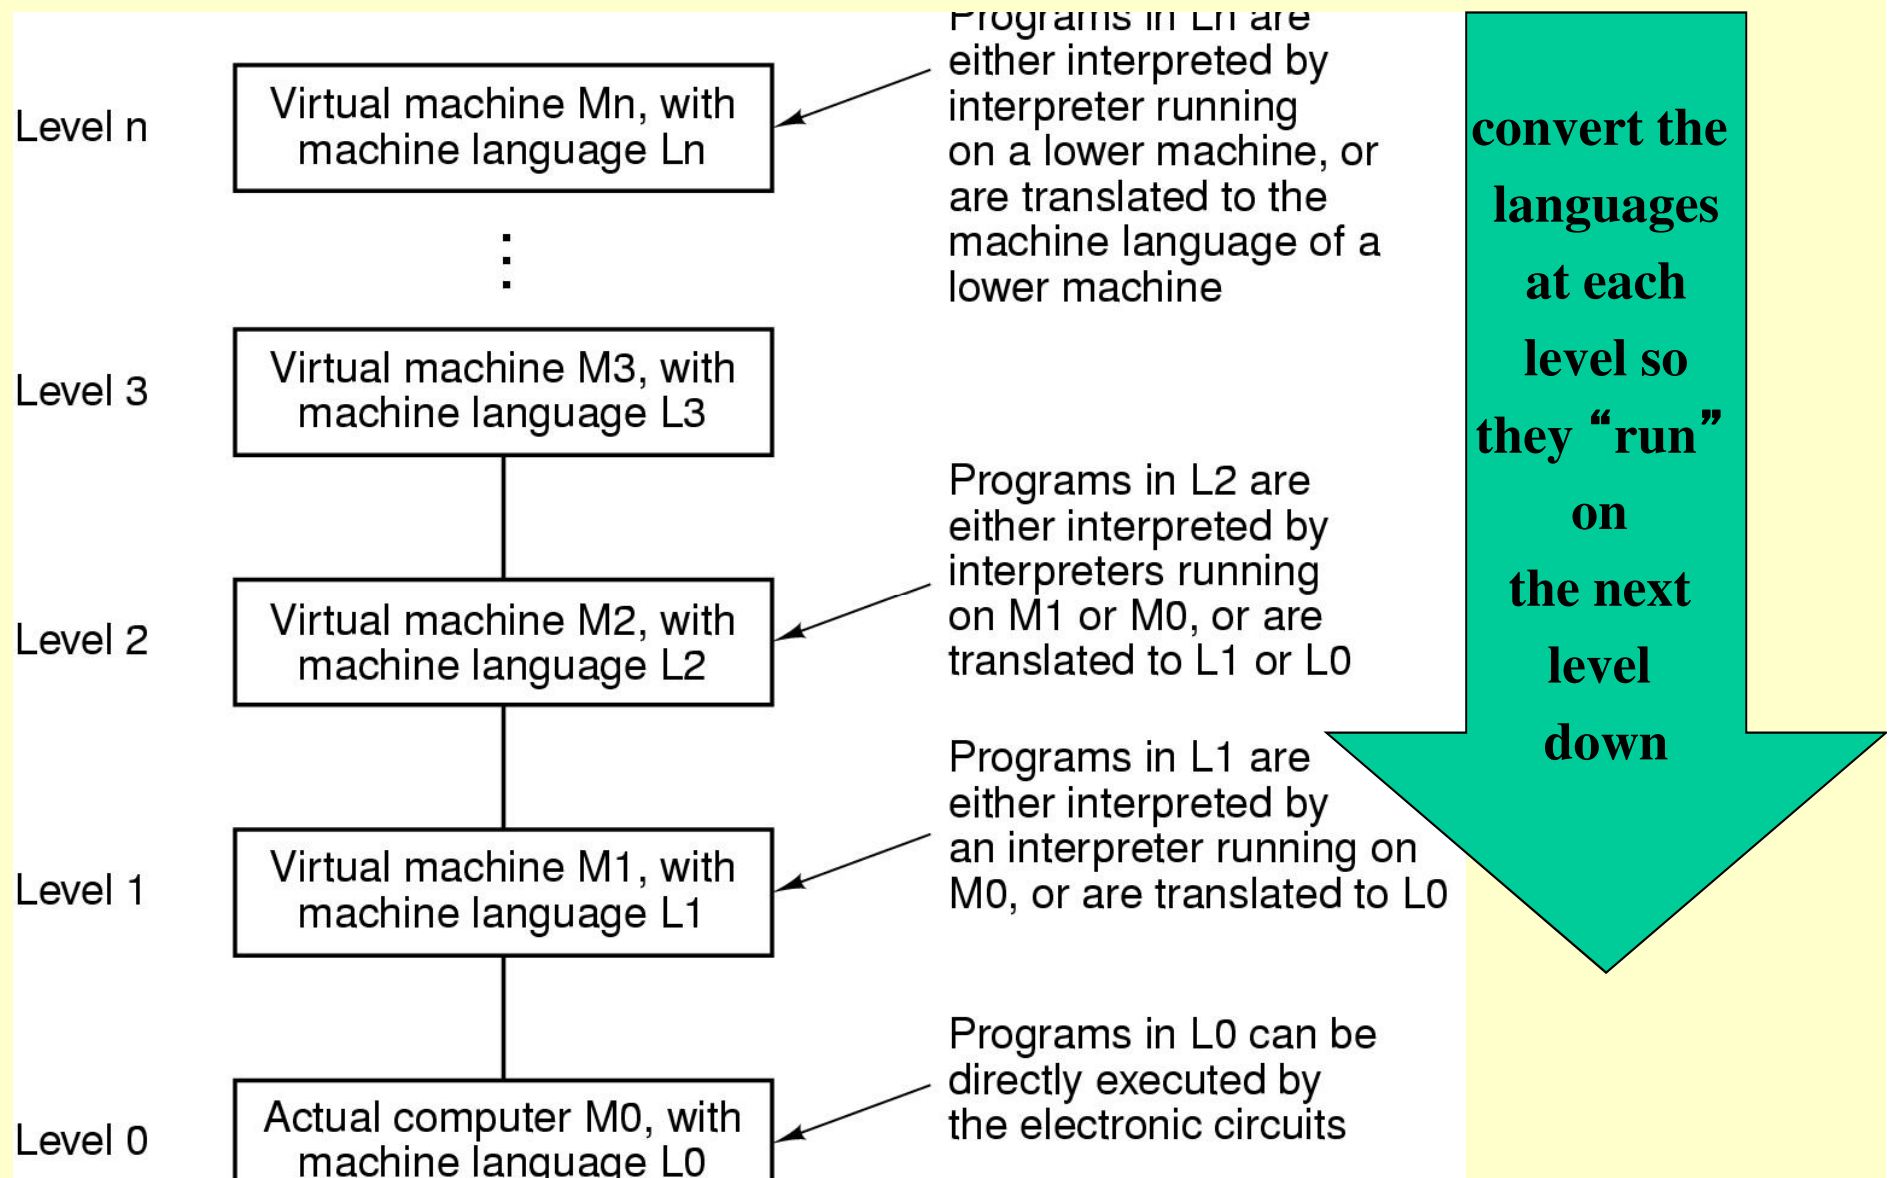 Programs in Ln are
either interpreted by
interpreter running
on a lower machine, or
are translated to the
machine language of a
lower machine
Level n
Virtual machine Mn, with
machine language Ln
Level 3
Virtual machine M3, with
machine language L3
Programs in L2 are
either interpreted by
interpreters running
on M1 or M0, or are
translated to L1 or L0
Level 2
Virtual machine M2, with
machine language L2
Programs in L1 are
either interpreted by
an interpreter running on
M0, or are translated to L0
Level 1
Virtual machine M1, with
machine language L1
Programs in L0 can be
directly executed by
the electronic circuits
Level 0
Actual computer M0, with
machine language L0
convert the
languages
at each
level so
they “run”
on
the next
level
down